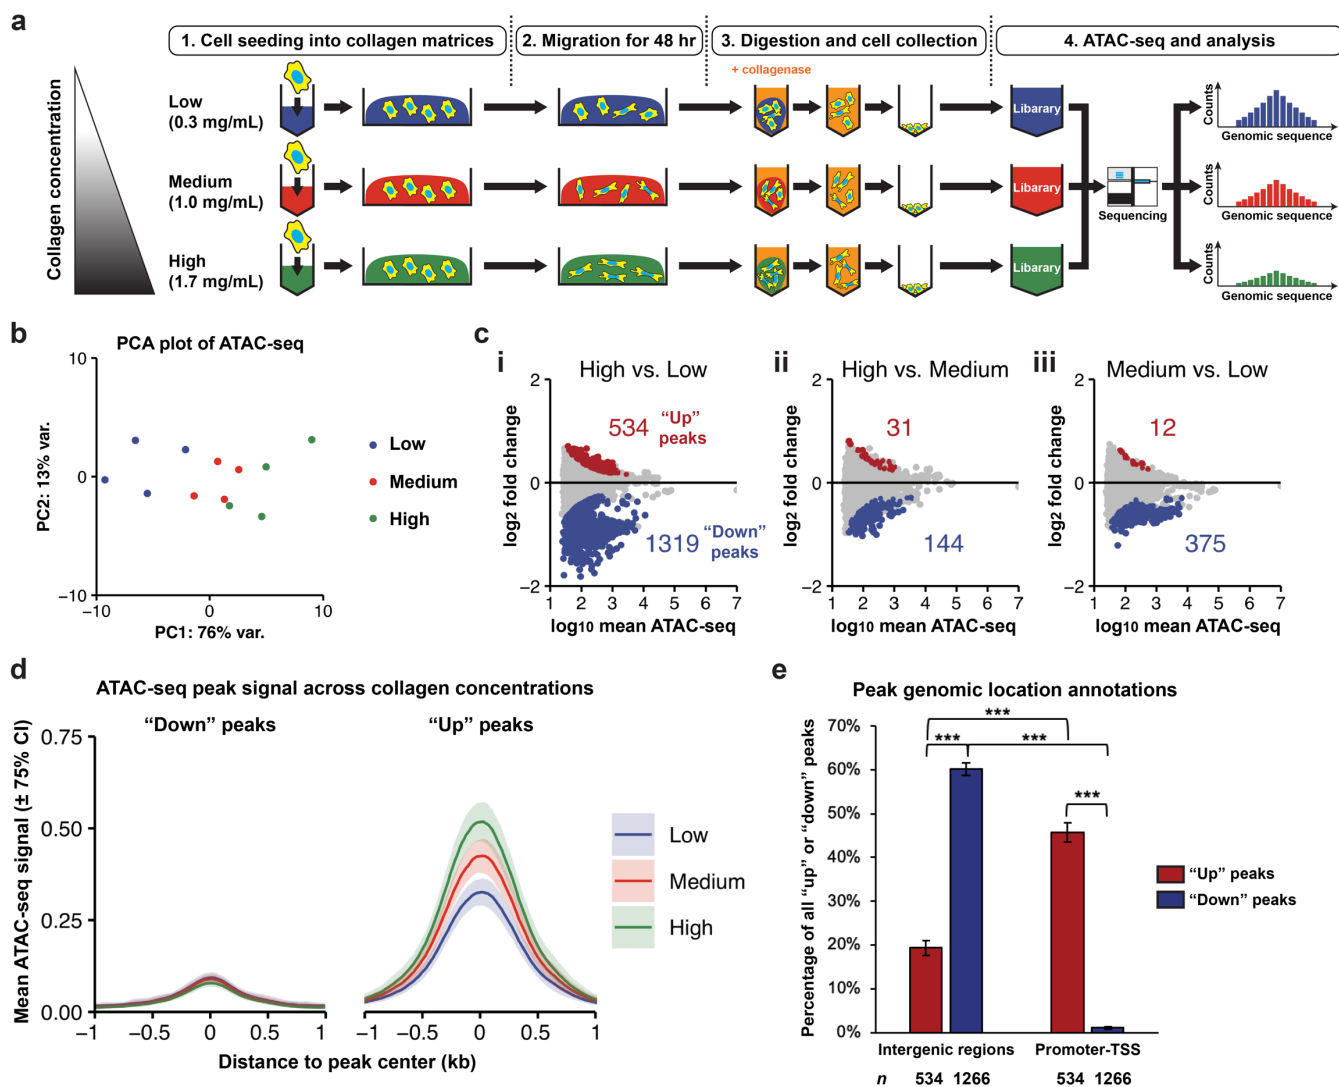 a
1. Cell seeding into collagen matrices
2. Migration for 48 hr
3. Digestion and cell collection
4. ATAC-seq and analysis
Collagen concentration
+ collagenase
Low
(0.3 mg/mL)
Libarary
Counts
Genomic sequence
Medium
(1.0 mg/mL)
Libarary
Sequencing
Counts
Genomic sequence
High
(1.7 mg/mL)
Libarary
Counts
Genomic sequence
b
PCA plot of ATAC-seq
PC2: 13% var.
10
0
−10
−10
0
10
PC1: 76% var.
Low
Medium
High
c
i
High vs. Low
log2 fold change
2
0
−2
534
"Up"
peaks
1319
"Down"
peaks
1 2 3 4 5 6 7
log10 mean ATAC-seq
ii
High vs. Medium
log2 fold change
2
0
−2
31
144
1 2 3 4 5 6 7
log10 mean ATAC-seq
iii
Medium vs. Low
log2 fold change
2
0
−2
12
375
1 2 3 4 5 6 7
log10 mean ATAC-seq
d
ATAC-seq peak signal across collagen concentrations
"Down" peaks
"Up" peaks
Mean ATAC-seq signal (± 75% CI)
0.75
0.50
0.25
0.00
−1 −0.5 0 0.5 1
−1 −0.5 0 0.5 1
Distance to peak center (kb)
Low
Medium
High
e
Peak genomic location annotations
Percentage of all "up" or "down" peaks
70%
60%
50%
40%
30%
20%
10%
0%
***
*** ***
***
"Up" peaks
"Down" peaks
Intergenic regions Promoter-TSS
n 534 1266 534 1266